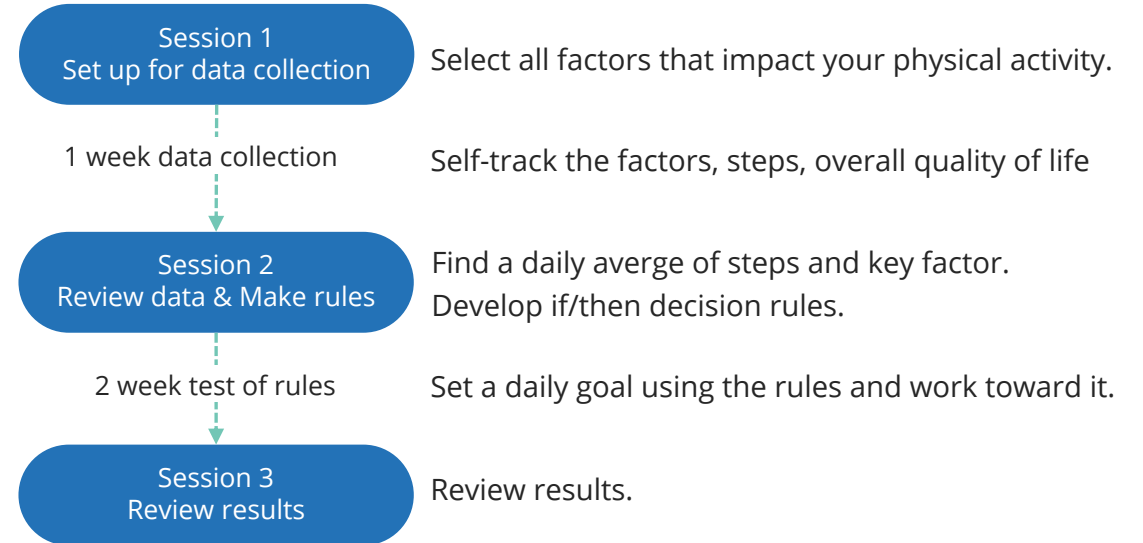 Session 1
Set up for data collection
Select all factors that impact your physical activity.
1 week data collection
Self-track the factors, steps, overall quality of life
Session 2
Review data & Make rules
Find a daily averge of steps and key factor.
Develop if/then decision rules.
2 week test of rules
Set a daily goal using the rules and work toward it.
Session 3
Review results
Review results.